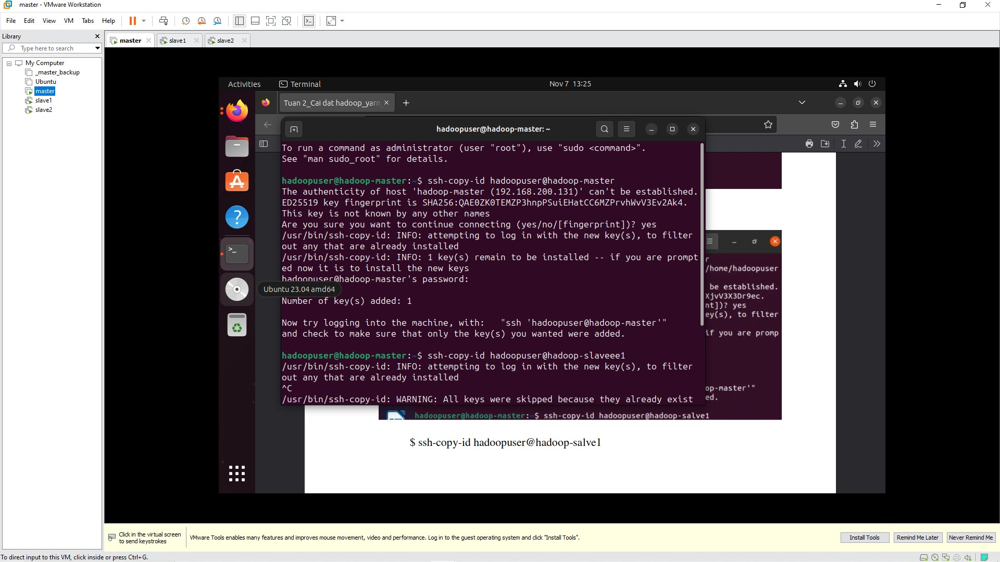 master - VMware Workstation
File Edit View VM Tabs Help
Library
Type here to search
My Computer
_master_backup
Ubuntu
master
slave1
slave2
master slave1 slave2
Activities Terminal Nov 7 13:25
Tuan 2_Cai dat hadoop_yarn
hadoopuser@hadoop-master: ~
To run a command as administrator (user "root"), use "sudo <command>".
See "man sudo_root" for details.
hadoopuser@hadoop-master:~$ ssh-copy-id hadoopuser@hadoop-master
The authenticity of host 'hadoop-master (192.168.200.131)' can't be established.
ED25519 key fingerprint is SHA256:QAE0ZK0TEMZP3hnpPSuiEHatCC6MZPrvhWvV3Ev2Ak4.
This key is not known by any other names
Are you sure you want to continue connecting (yes/no/[fingerprint])? yes
/usr/bin/ssh-copy-id: INFO: attempting to log in with the new key(s), to filter
out any that are already installed
/usr/bin/ssh-copy-id: INFO: 1 key(s) remain to be installed -- if you are prompt
ed now it is to install the new keys
hadoopuser@hadoop-master's password:
Ubuntu 23.04 amd64
Number of key(s) added: 1
Now try logging into the machine, with:   "ssh 'hadoopuser@hadoop-master'"
and check to make sure that only the key(s) you wanted were added.
hadoopuser@hadoop-master:~$ ssh-copy-id hadoopuser@hadoop-slaveee1
/usr/bin/ssh-copy-id: INFO: attempting to log in with the new key(s), to filter
out any that are already installed
^C
/usr/bin/ssh-copy-id: WARNING: All keys were skipped because they already exist
r
/home/hadoopuser
be established.
XjvV3X3Dr9ec.
nt])? yes
ey(s), to filter
if you are promp
op-master'"
ed.
hadoopuser@hadoop-master:~$ ssh-copy-id hadoopuser@hadoop-salve1
$ ssh-copy-id hadoopuser@hadoop-salve1
Click in the virtual screen
to send keystrokes
VMware Tools enables many features and improves mouse movement, video and performance. Log in to the guest operating system and click "Install Tools".
Install Tools Remind Me Later Never Remind Me
To direct input to this VM, click inside or press Ctrl+G.